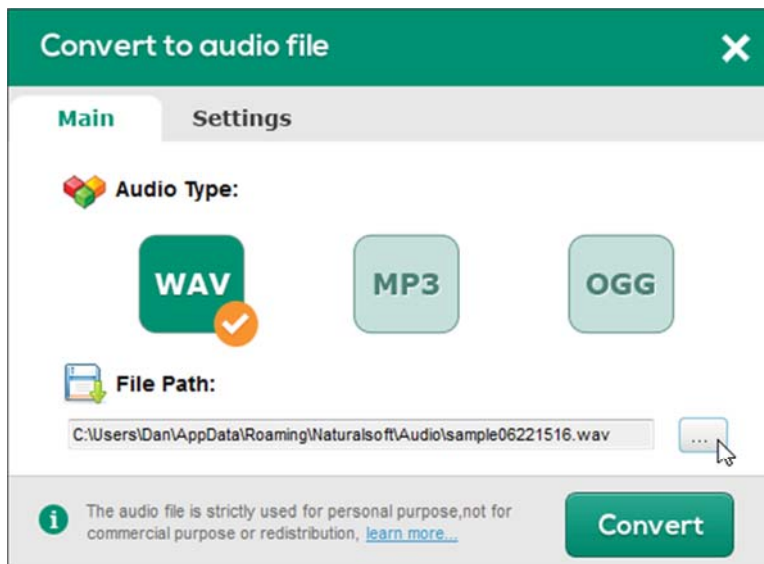 Convert to audio file
Main Settings
Audio Type:
WAV MP3 OGG
File Path:
C:\Users\Dan\AppData\Roaming\Naturalsoft\Audio\sample06221516.wav ...
The audio file is strictly used for personal purpose,not for
commercial purpose or redistribution, learn more...
Convert